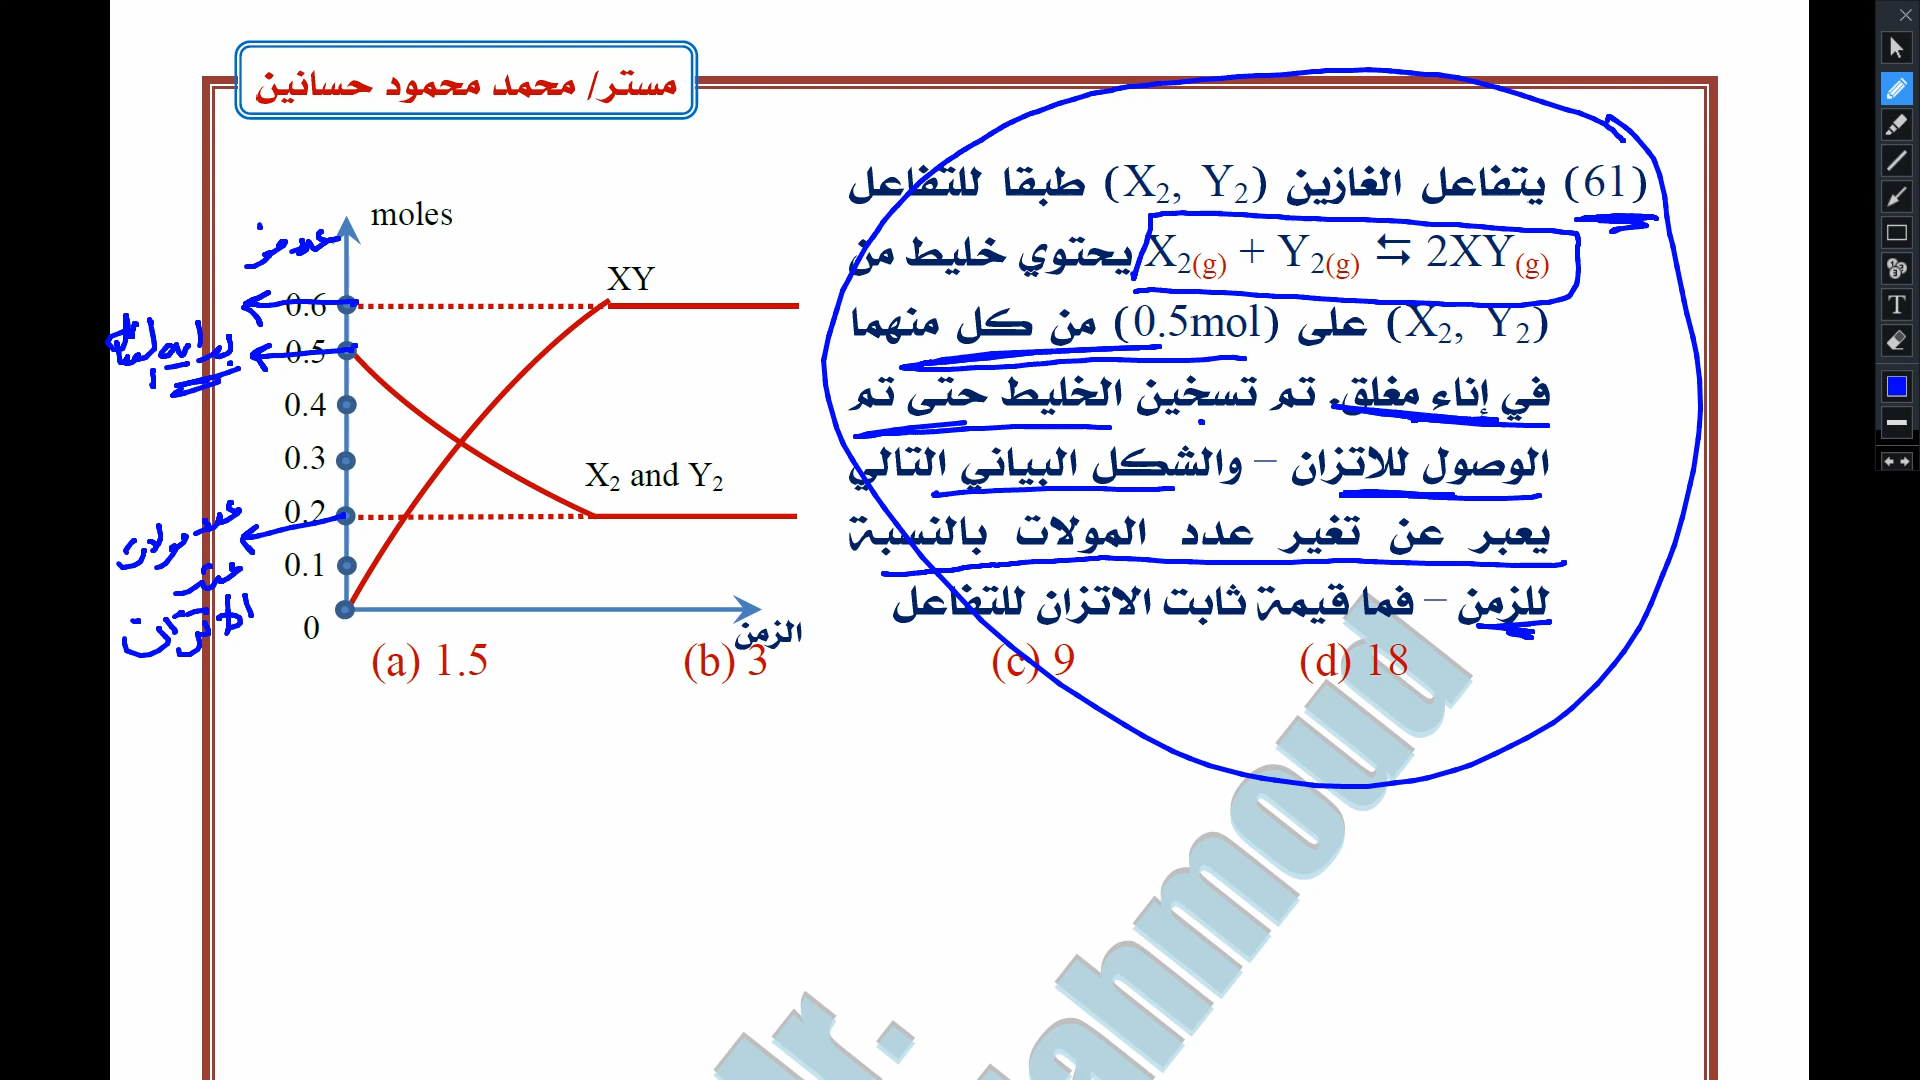 مستر/ محمد محمود حسانين
(61) يتفاعل الغازين (X₂, Y₂) طبقا للتفاعل
X₂(g) + Y₂(g) ⇆ 2XY(g) يحتوي خليط من
(X₂, Y₂) على (0.5mol) من كل منهما
في إناء مغلق. تم تسخين الخليط حتى تم
الوصول للاتزان – والشكل البياني التالي
يعبر عن تغير عدد المولات بالنسبة
للزمن – فما قيمة ثابت الاتزان للتفاعل
(a) 1.5 (b) 3 (c) 9 (d) 18
moles
XY
0.6
0.5
0.4
0.3
X₂ and Y₂
0.2
0.1
0
الزمن
Mr.
Mahmoud